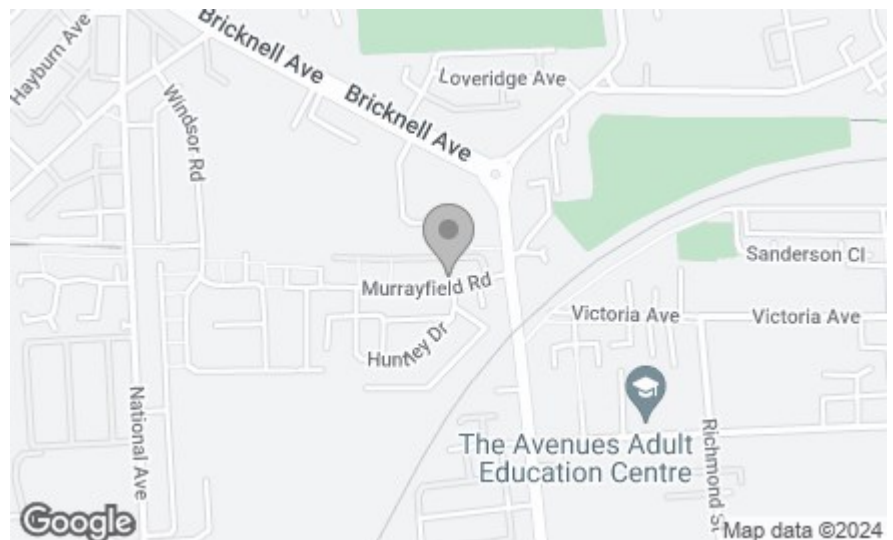 Bricknell Ave
Hayburn Ave
Loveridge Ave
Bricknell Ave
Windsor Rd
Sanderson Cl
Murrayfield Rd
Victoria Ave
Victoria Ave
Huntley Dr
National Ave
The Avenues Adult
Education Centre
Richmond St
Google
Map data ©2024